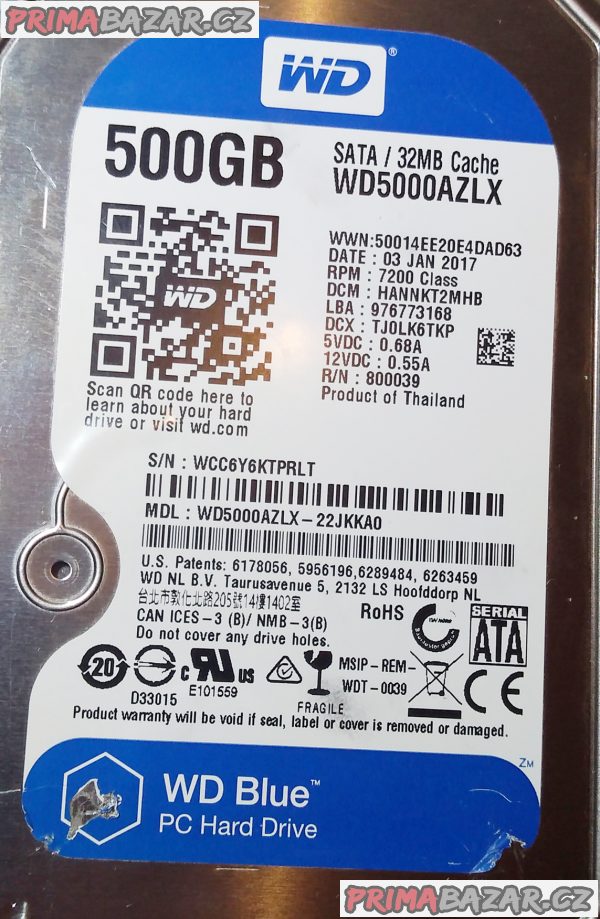 PRIMABAZAR.CZ
WD®
500GB
SATA / 32MB Cache
WD5000AZLX
WWN:50014EE20E4DAD63
DATE : 03 JAN 2017
RPM : 7200 Class
DCM : HANNKT2MHB
LBA : 976773168
DCX : TJ0LK6TKP
5VDC : 0.68A
12VDC : 0.55A
R/N : 800039
Product of Thailand
WD
Scan QR code here to
learn about your hard
drive or visit wd.com
S/N : WCC6Y6KTPRLT
MDL : WD5000AZLX-22JKKA0
U.S. Patents: 6178056, 5956196,6289484, 6263459
WD NL B.V. Taurusavenue 5, 2132 LS Hoofddorp NL
台北市敦化北路205號14樓1402室
CAN ICES-3 (B)/ NMB-3(B)
Do not cover any drive holes.
RoHS
SERIAL
ATA
20
D33015
c UL US
E101559
FRAGILE
MSIP-REM-
WDT-0039
CE
Product warranty will be void if seal, label or cover is removed or damaged.
ZM
WD Blue™
PC Hard Drive
PRIMABAZAR.CZ